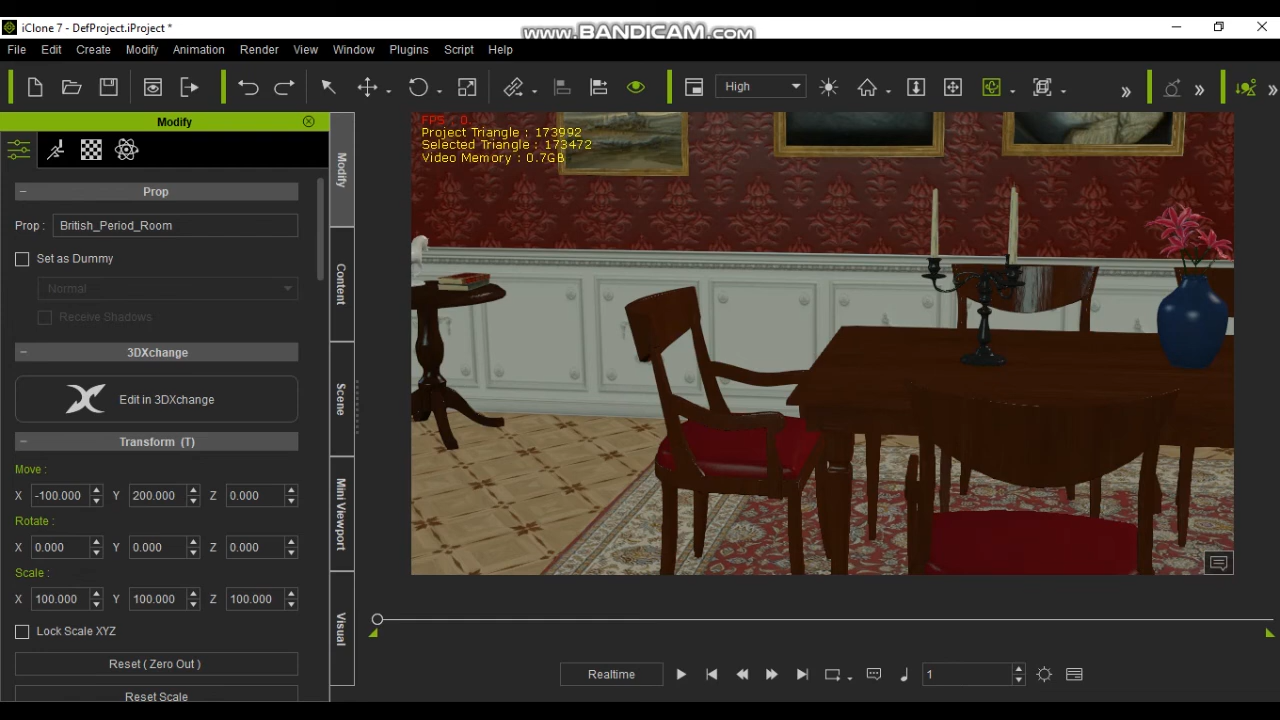 iClone 7 - DefProject.iProject *
www.BANDICAM.com
File Edit Create Modify Animation Render View Window Plugins Script Help
High
Modify
Prop
Prop : British_Period_Room
Set as Dummy
Normal
Receive Shadows
3DXchange
Edit in 3DXchange
Transform (T)
Move :
X -100.000 Y 200.000 Z 0.000
Rotate :
X 0.000 Y 0.000 Z 0.000
Scale :
X 100.000 Y 100.000 Z 100.000
Lock Scale XYZ
Reset ( Zero Out )
Reset Scale
Modify
Content
Scene
Mini Viewport
Visual
FPS : 0
Project Triangle : 173992
Selected Triangle : 173472
Video Memory : 0.7GB
Realtime
1